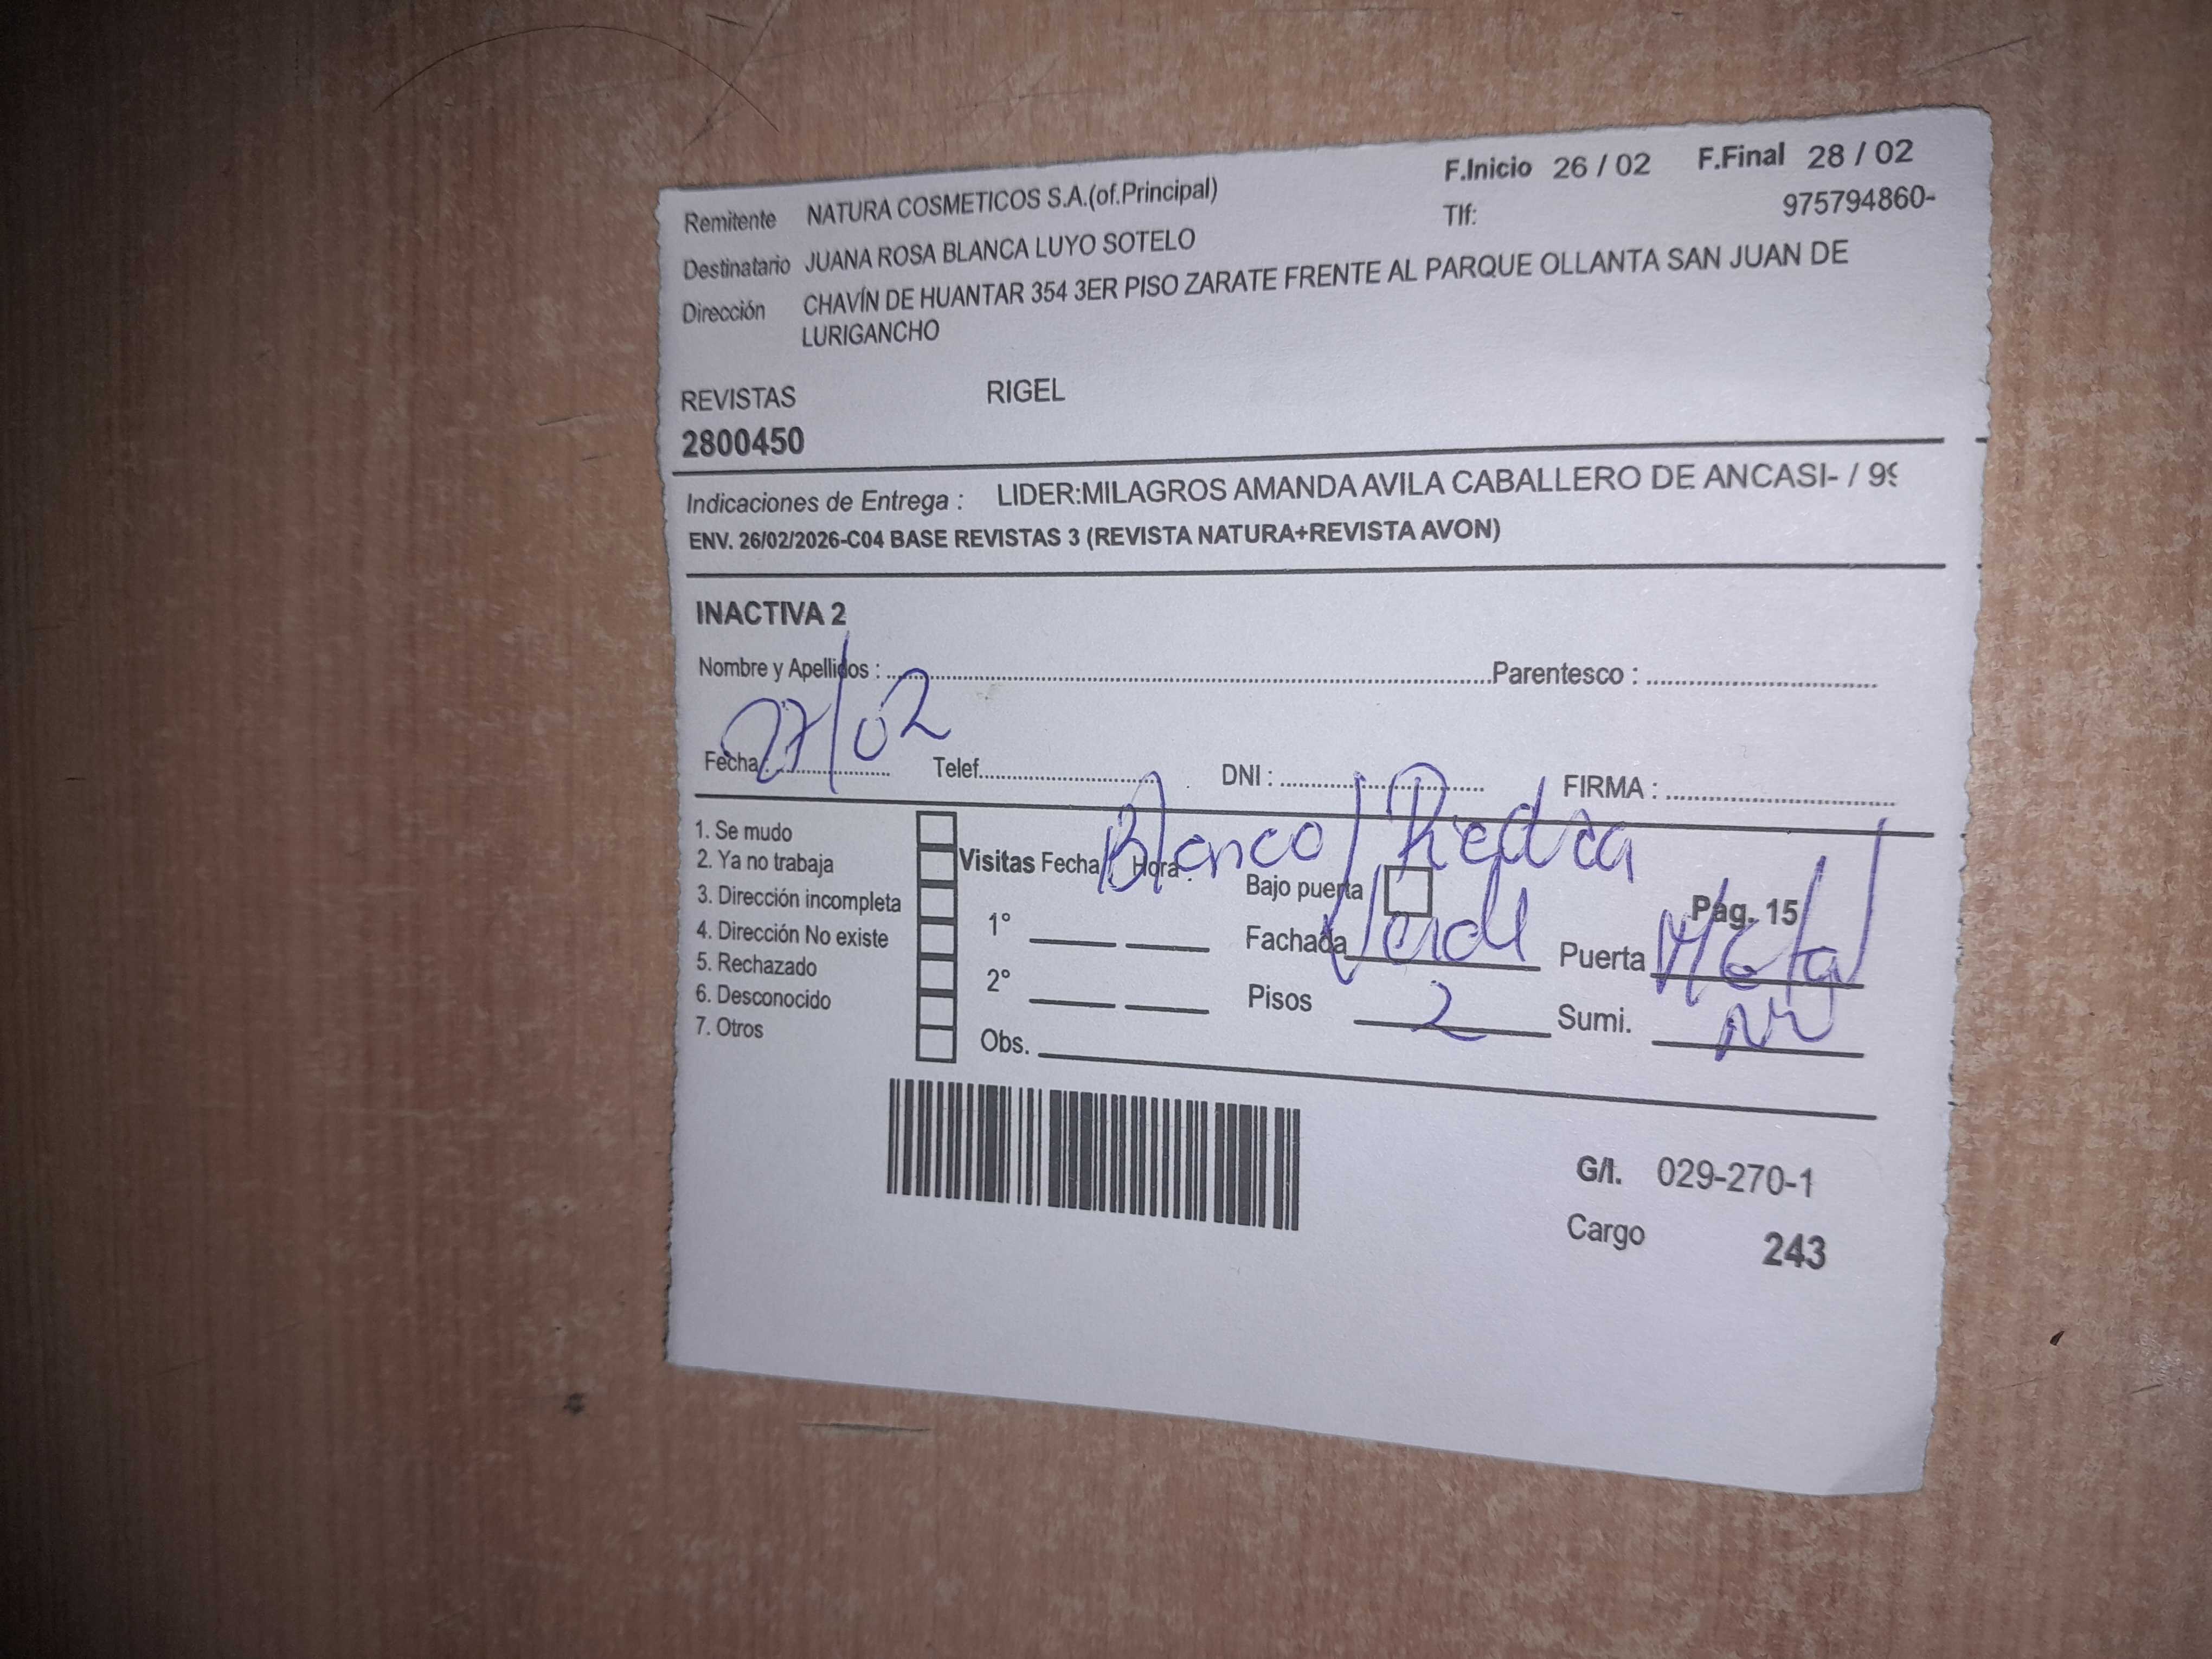 F.Inicio 26 / 02 F.Final 28 / 02
Remitente NATURA COSMETICOS S.A.(of.Principal) Tlf: 975794860-
Destinatario JUANA ROSA BLANCA LUYO SOTELO
Dirección CHAVÍN DE HUANTAR 354 3ER PISO ZARATE FRENTE AL PARQUE OLLANTA SAN JUAN DE
LURIGANCHO
REVISTAS RIGEL
2800450
Indicaciones de Entrega : LIDER:MILAGROS AMANDA AVILA CABALLERO DE ANCASI- / 99
ENV. 26/02/2026-C04 BASE REVISTAS 3 (REVISTA NATURA+REVISTA AVON)
INACTIVA 2
Nombre y Apellidos : Parentesco :
Fecha : 27/02 Telef. DNI : FIRMA :
Blanco / Piedra
1. Se mudo
2. Ya no trabaja Visitas Fecha Hora Bajo puerta
3. Dirección incompleta Pag. 15
4. Dirección No existe 1° Fachada Verde Puerta Metal
5. Rechazado
6. Desconocido 2° Pisos 2 Sumi.
7. Otros Obs.
G/I. 029-270-1
Cargo 243